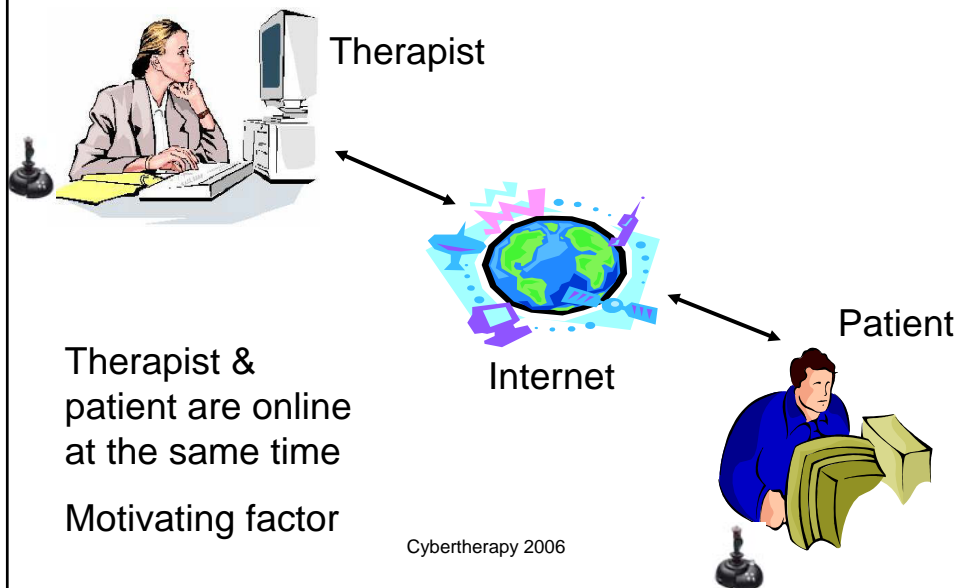 Therapist
Patient
Internet
Therapist &
patient are online
at the same time
Motivating factor
Cybertherapy 2006